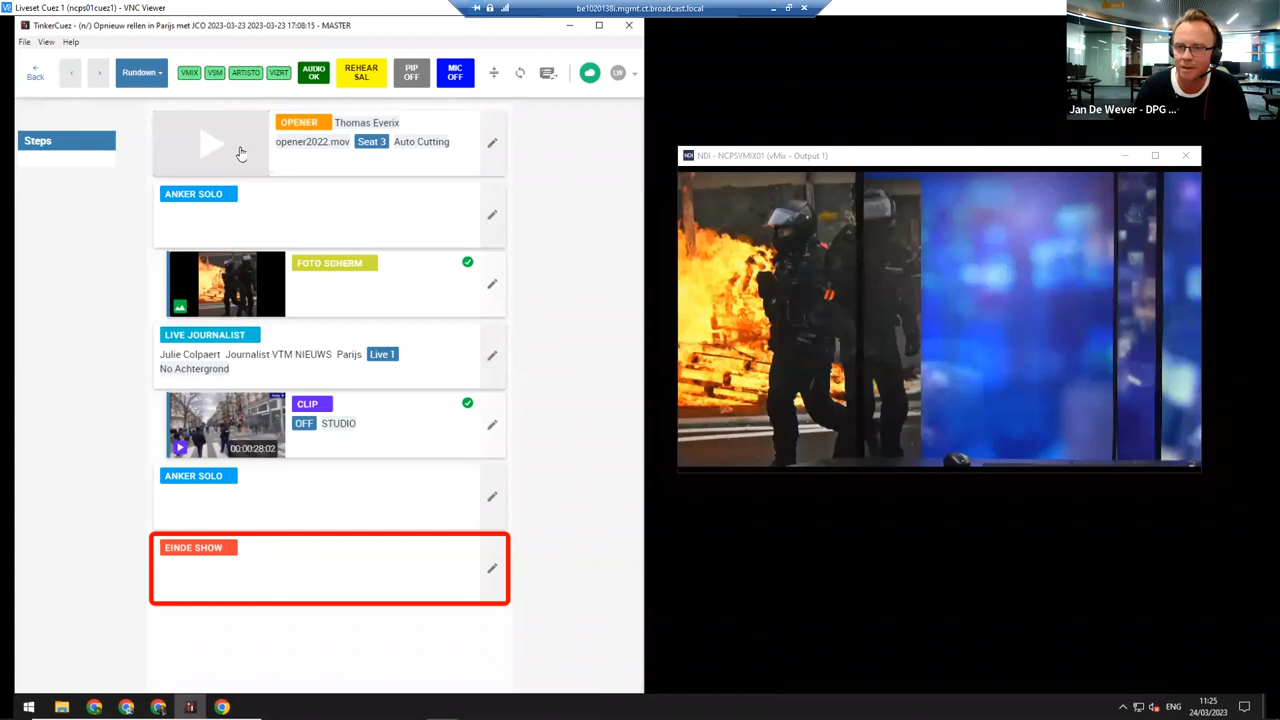 Liveset Cuez 1 (ncps01cuez1) - VNC Viewer
be1020138i.mgmt.ct.broadcast.local
TinkerCuez - (n/) Opnieuw rellen in Parijs met JCO 2023-03-23 2023-03-23 17:08:15 - MASTER
File View Help
Back
Rundown
VMIX VSM ARTISTO VIZRT
AUDIO OK
REHEAR SAL
PIP OFF
MIC OFF
LW
Jan De Wever - DPG ...
Steps
OPENER Thomas Everix
opener2022.mov Seat 3 Auto Cutting
NDI - NCPSVMIX01 (vMix - Output 1)
ANKER SOLO
FOTO SCHERM
LIVE JOURNALIST
Julie Colpaert Journalist VTM NIEUWS Parijs Live 1
No Achtergrond
CLIP
OFF STUDIO
00:00:28:02
ANKER SOLO
EINDE SHOW
ENG
11:25
24/03/2023